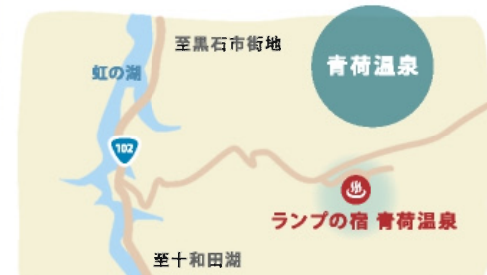 至黒石市街地
青荷温泉
虹の湖
102
ランプの宿 青荷温泉
至十和田湖